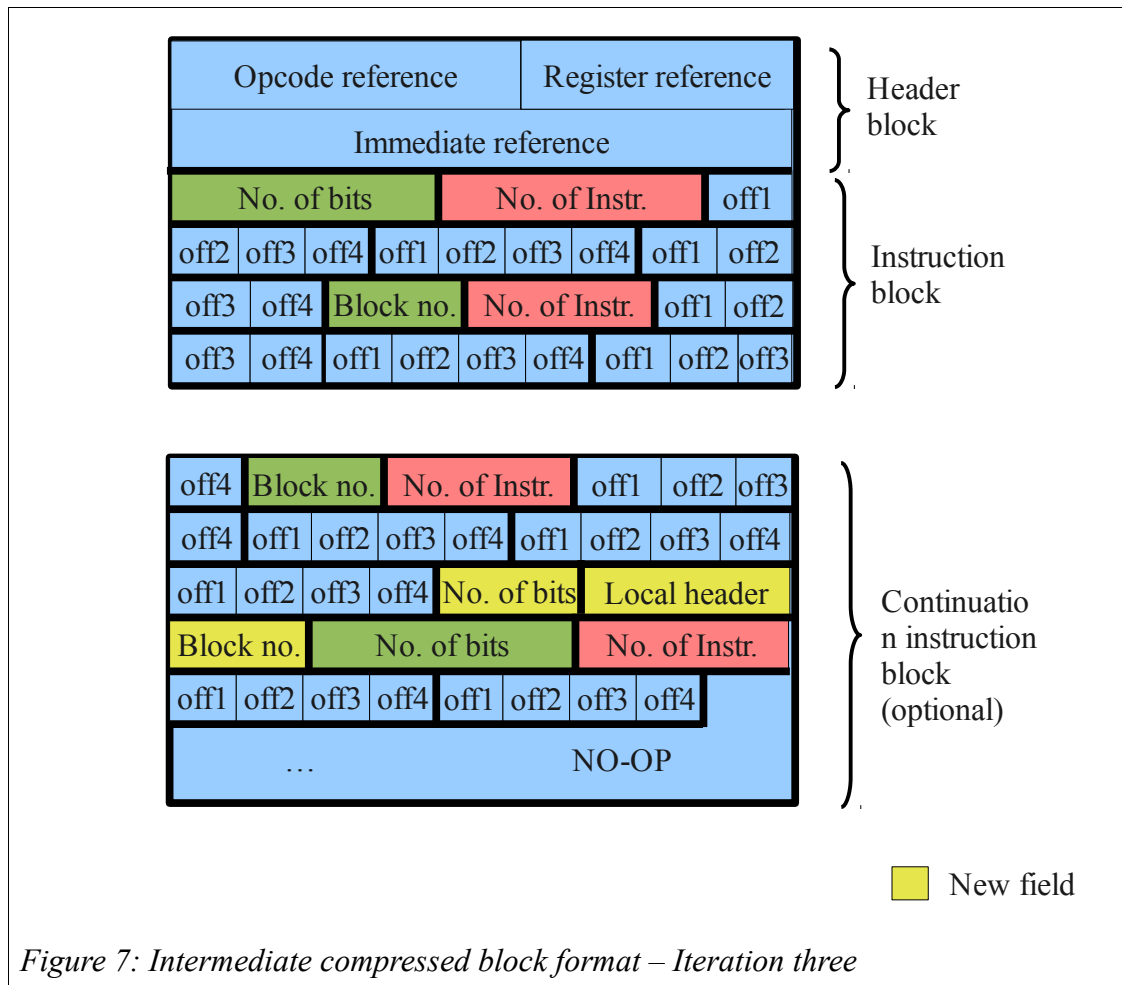 Opcode reference Register reference
Immediate reference
Header
block
No. of bits No. of Instr. off1
off2 off3 off4 off1 off2 off3 off4 off1 off2
off3 off4 Block no. No. of Instr. off1 off2
off3 off4 off1 off2 off3 off4 off1 off2 off3
Instruction
block
off4 Block no. No. of Instr. off1 off2 off3
off4 off1 off2 off3 off4 off1 off2 off3 off4
off1 off2 off3 off4 No. of bits Local header
Block no. No. of bits No. of Instr.
off1 off2 off3 off4 off1 off2 off3 off4
… NO-OP
Continuatio
n instruction
block
(optional)
New field
Figure 7: Intermediate compressed block format – Iteration three